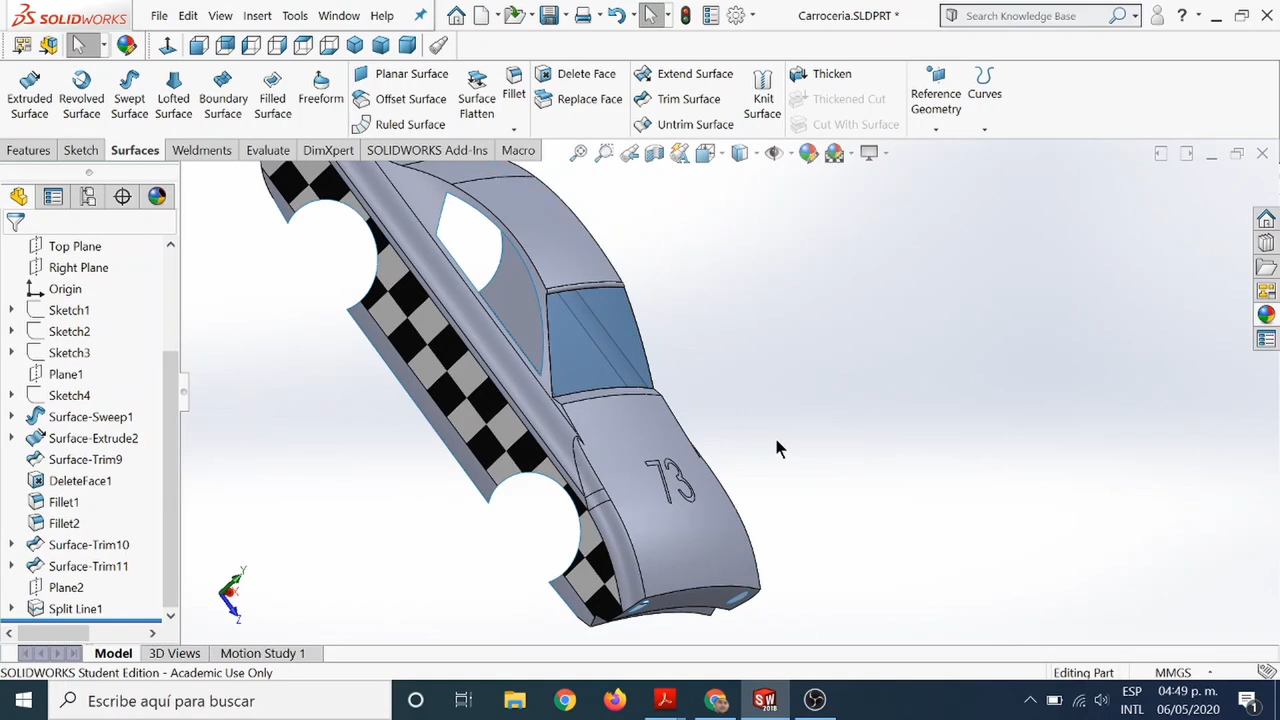 SOLIDWORKS File Edit View Insert Tools Window Help Carroceria.SLDPRT * Search Knowledge Base ?
Extruded Surface Revolved Surface Swept Surface Lofted Surface Boundary Surface Filled Surface Freeform
Planar Surface Offset Surface Ruled Surface
Surface Flatten Fillet
Delete Face Replace Face
Extend Surface Trim Surface Untrim Surface
Knit Surface
Thicken Thickened Cut Cut With Surface
Reference Geometry Curves
Features Sketch Surfaces Weldments Evaluate DimXpert SOLIDWORKS Add-Ins Macro
Top Plane
Right Plane
Origin
Sketch1
Sketch2
Sketch3
Plane1
Sketch4
Surface-Sweep1
Surface-Extrude2
Surface-Trim9
DeleteFace1
Fillet1
Fillet2
Surface-Trim10
Surface-Trim11
Plane2
Split Line1
73
Y
X
Z
Model 3D Views Motion Study 1
SOLIDWORKS Student Edition - Academic Use Only Editing Part MMGS
Escribe aquí para buscar
SW 2018
ESP
INTL
04:49 p. m.
06/05/2020
1